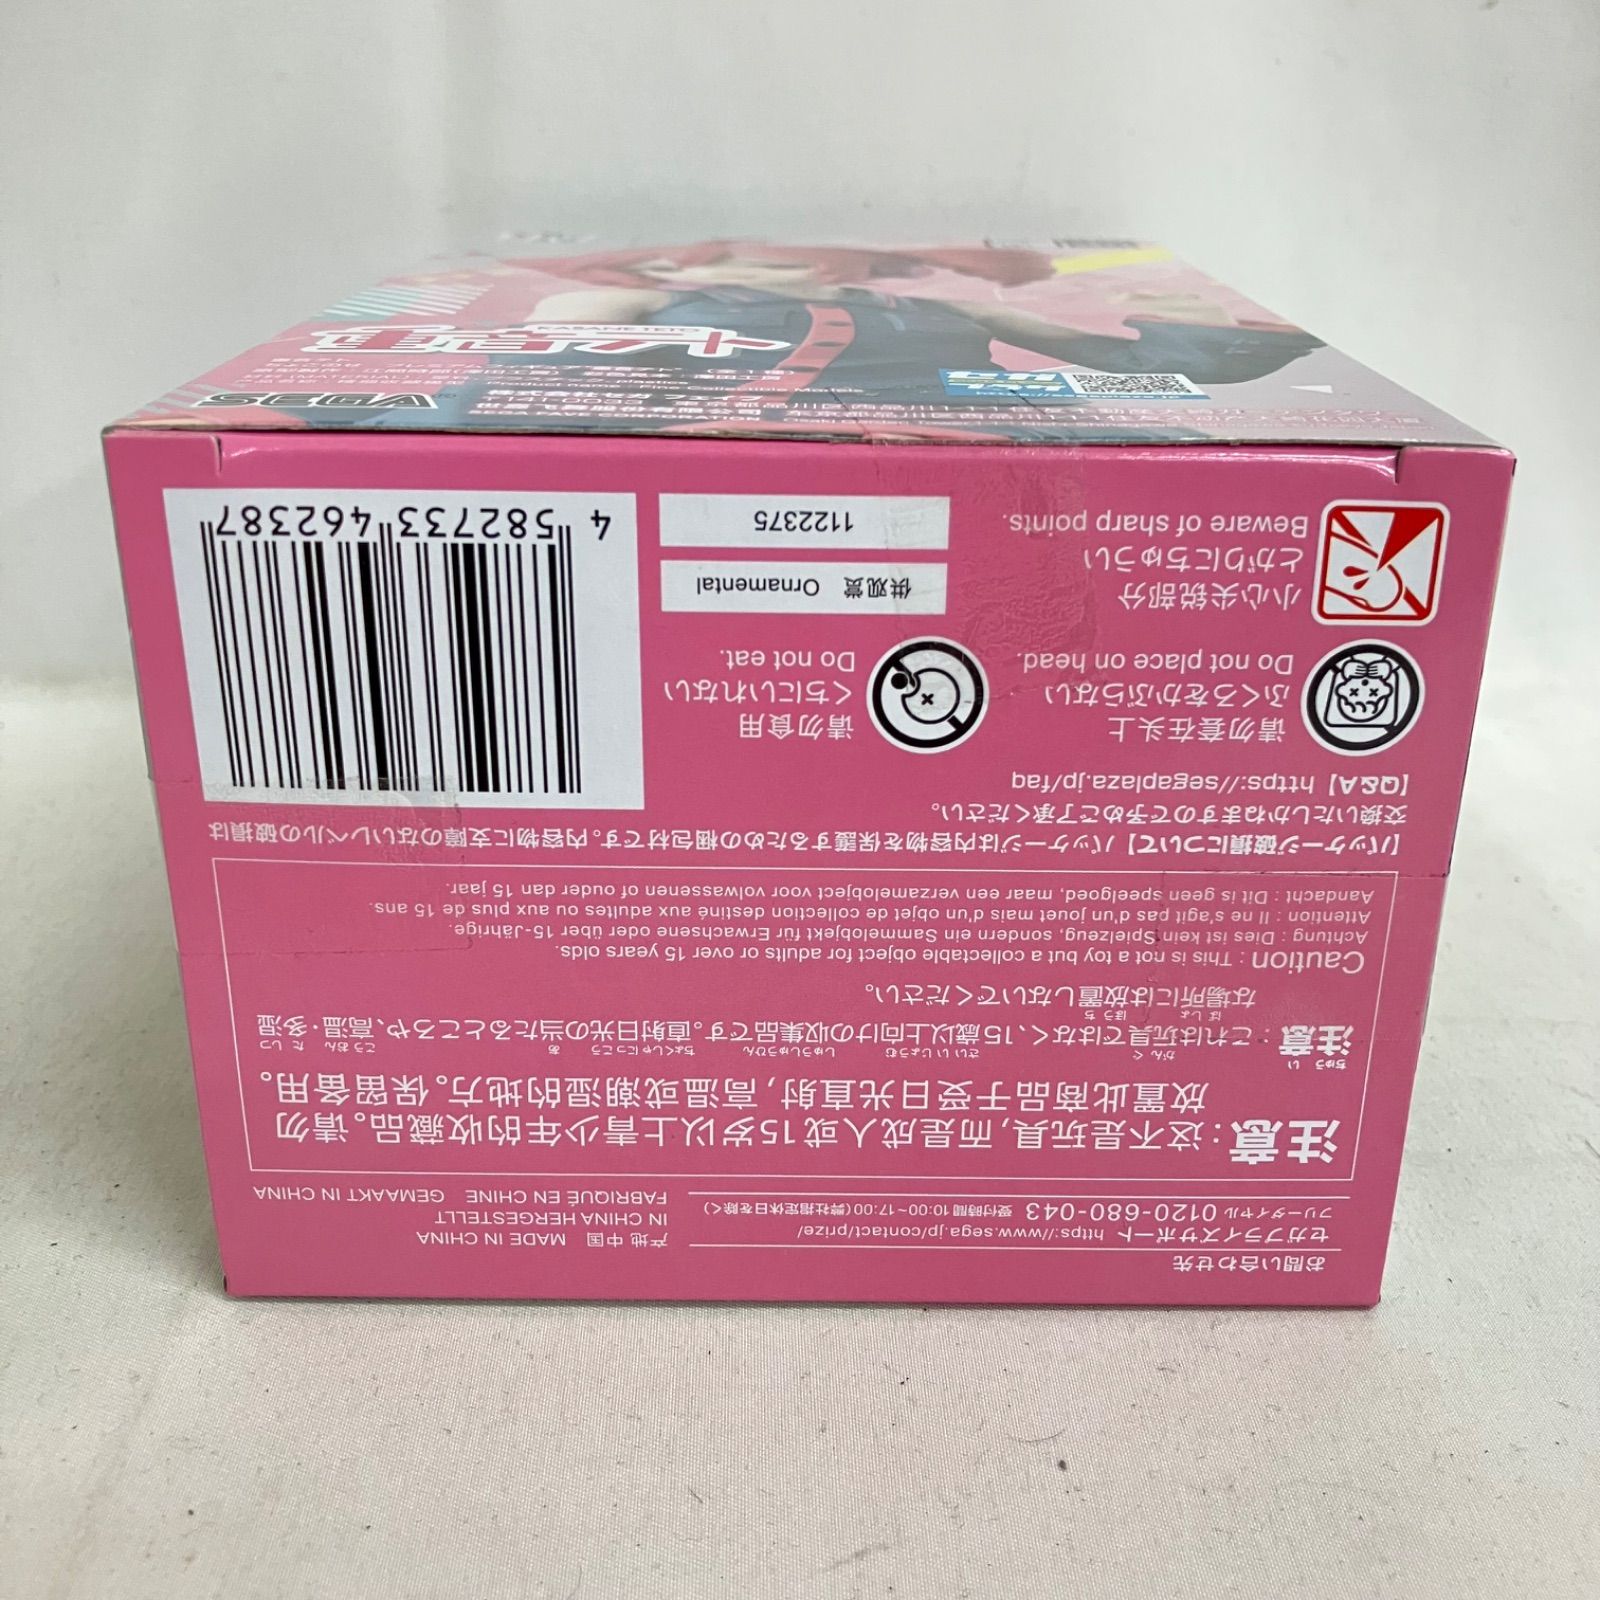 お問い合わせ先
セガプライズサポート https://www.sega.jp/contact/prize/
フリーダイヤル 0120-680-043 受付時間 10:00~17:00(弊社指定休日を除く)
产地 中国 MADE IN CHINA
IN CHINA HERGESTELLT
FABRIQUÉ EN CHINE GEMAAKT IN CHINA
注意：这不是玩具，而是成人或15岁以上青少年的收藏品。请勿
放置此商品于受日光直射，高温或潮湿的地方。保留备用。
注意：これは玩具ではなく、15歳以上向けの収集品です。直射日光の当たるところや、高温・多湿
な場所には放置しないでください。
Caution : This is not a toy but a collectable object for adults or over 15 years olds.
Achtung : Dies ist kein Spielzeug, sondern ein Sammelobjekt für Erwachsene oder über 15-Jährige.
Attention : Il ne s'agit pas d'un jouet mais d'un objet de collection destiné aux adultes ou aux plus de 15 ans.
Aandacht : Dit is geen speelgoed, maar een verzamelobject voor volwassenen of ouder dan 15 jaar.
【パッケージ破損について】パッケージは内容物を保護するための梱包材です。内容物に支障のないレベルの破損は
交換いたしかねますので予めご了承ください。
【Q&A】https://segaplaza.jp/faq
请勿套在头上
ふくろをかぶらない
Do not place on head.
请勿食用
くちにいれない
Do not eat.
小心尖锐部分
とがりにちゅうい
Beware of sharp points.
供观赏 Ornamental
1122375
4 582733 462387
SEGA
株式会社セガ フェイブ
重音テト
KASANE TETO